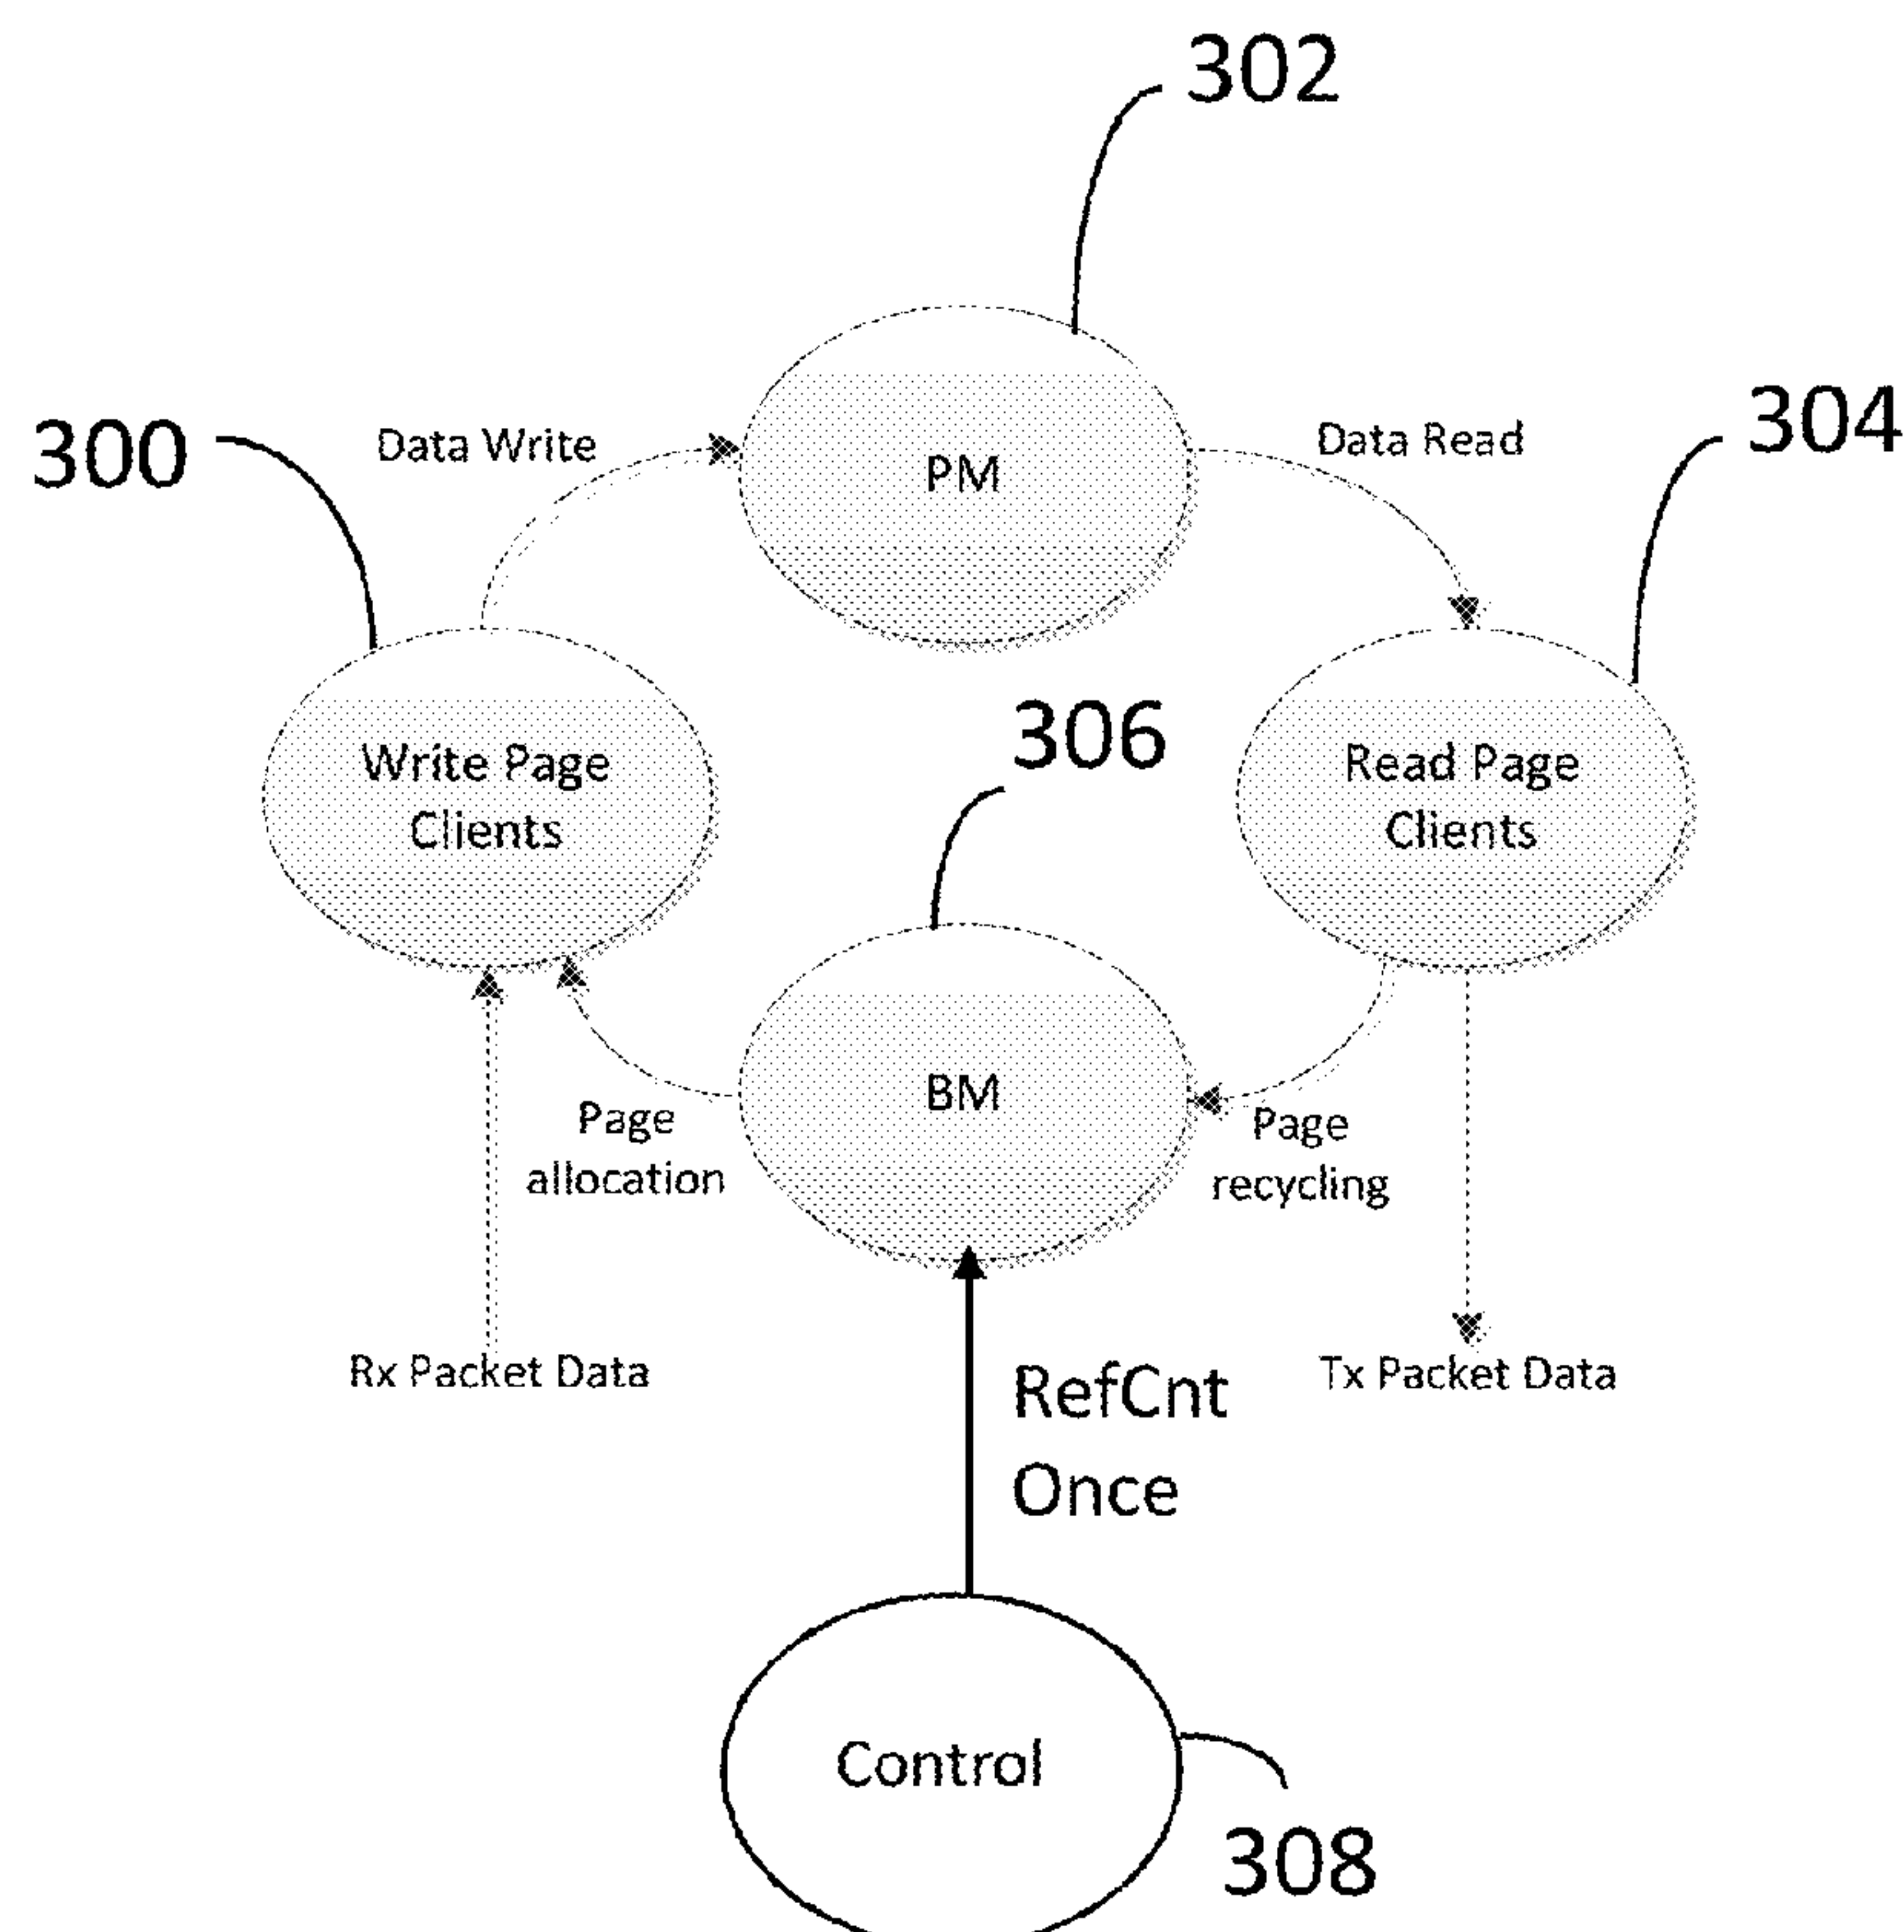 302
304
300
Data Write
Data Read
PM
306
Write Page
Clients
Read Page
Clients
BM
Page
allocation
Page
recycling
Rx Packet Data
Tx Packet Data
RefCnt
Once
Control
308